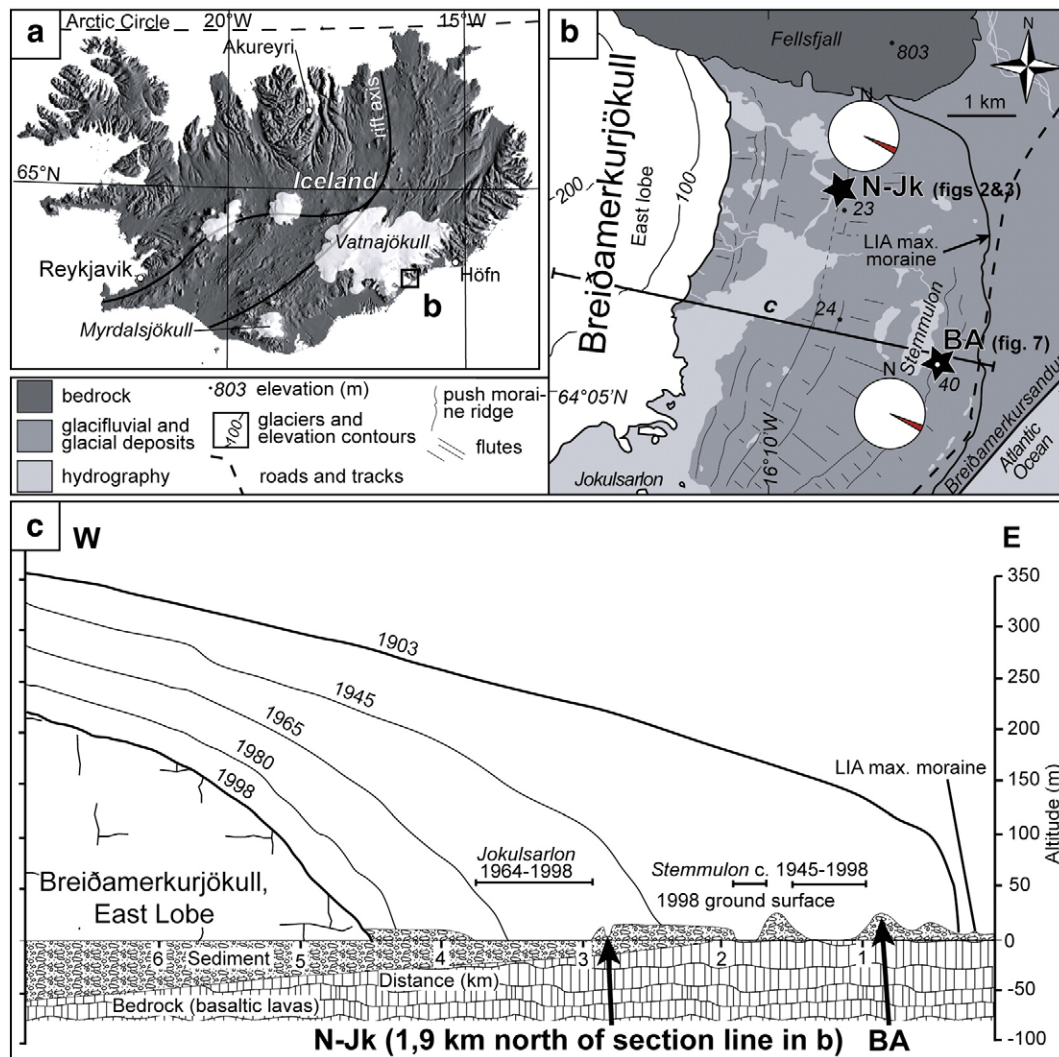 a
Arctic Circle
20°W
15°W
Akureyri
rift axis
65°N
Iceland
Vatnajökull
Reykjavik
Höfn
b
Myrdalsjökull
bedrock
glacifluvial and
glacial deposits
hydrography
·803 elevation (m)
100 glaciers and
elevation contours
roads and tracks
push morai-
ne ridge
flutes
b
Fellsfjall
803
N
1 km
N
Breiðamerkurjökull
East lobe
200
100
N-Jk (figs 2&3)
23
LIA max.
moraine
c
24
Stemmulon
BA (fig. 7)
40
N
64°05'N
16°10'W
Jokulsarlon
Breiðamerkursandur
Atlantic
Ocean
c
W
E
350
300
250
200
150
100
50
0
-50
-100
Altitude (m)
1903
1945
1965
1980
1998
LIA max. moraine
Jokulsarlon
1964-1998
Stemmulon c. 1945-1998
1998 ground surface
Breiðamerkurjökull,
East Lobe
6
5
4
3
2
1
Sediment
Distance (km)
Bedrock (basaltic lavas)
N-Jk (1,9 km north of section line in b)
BA